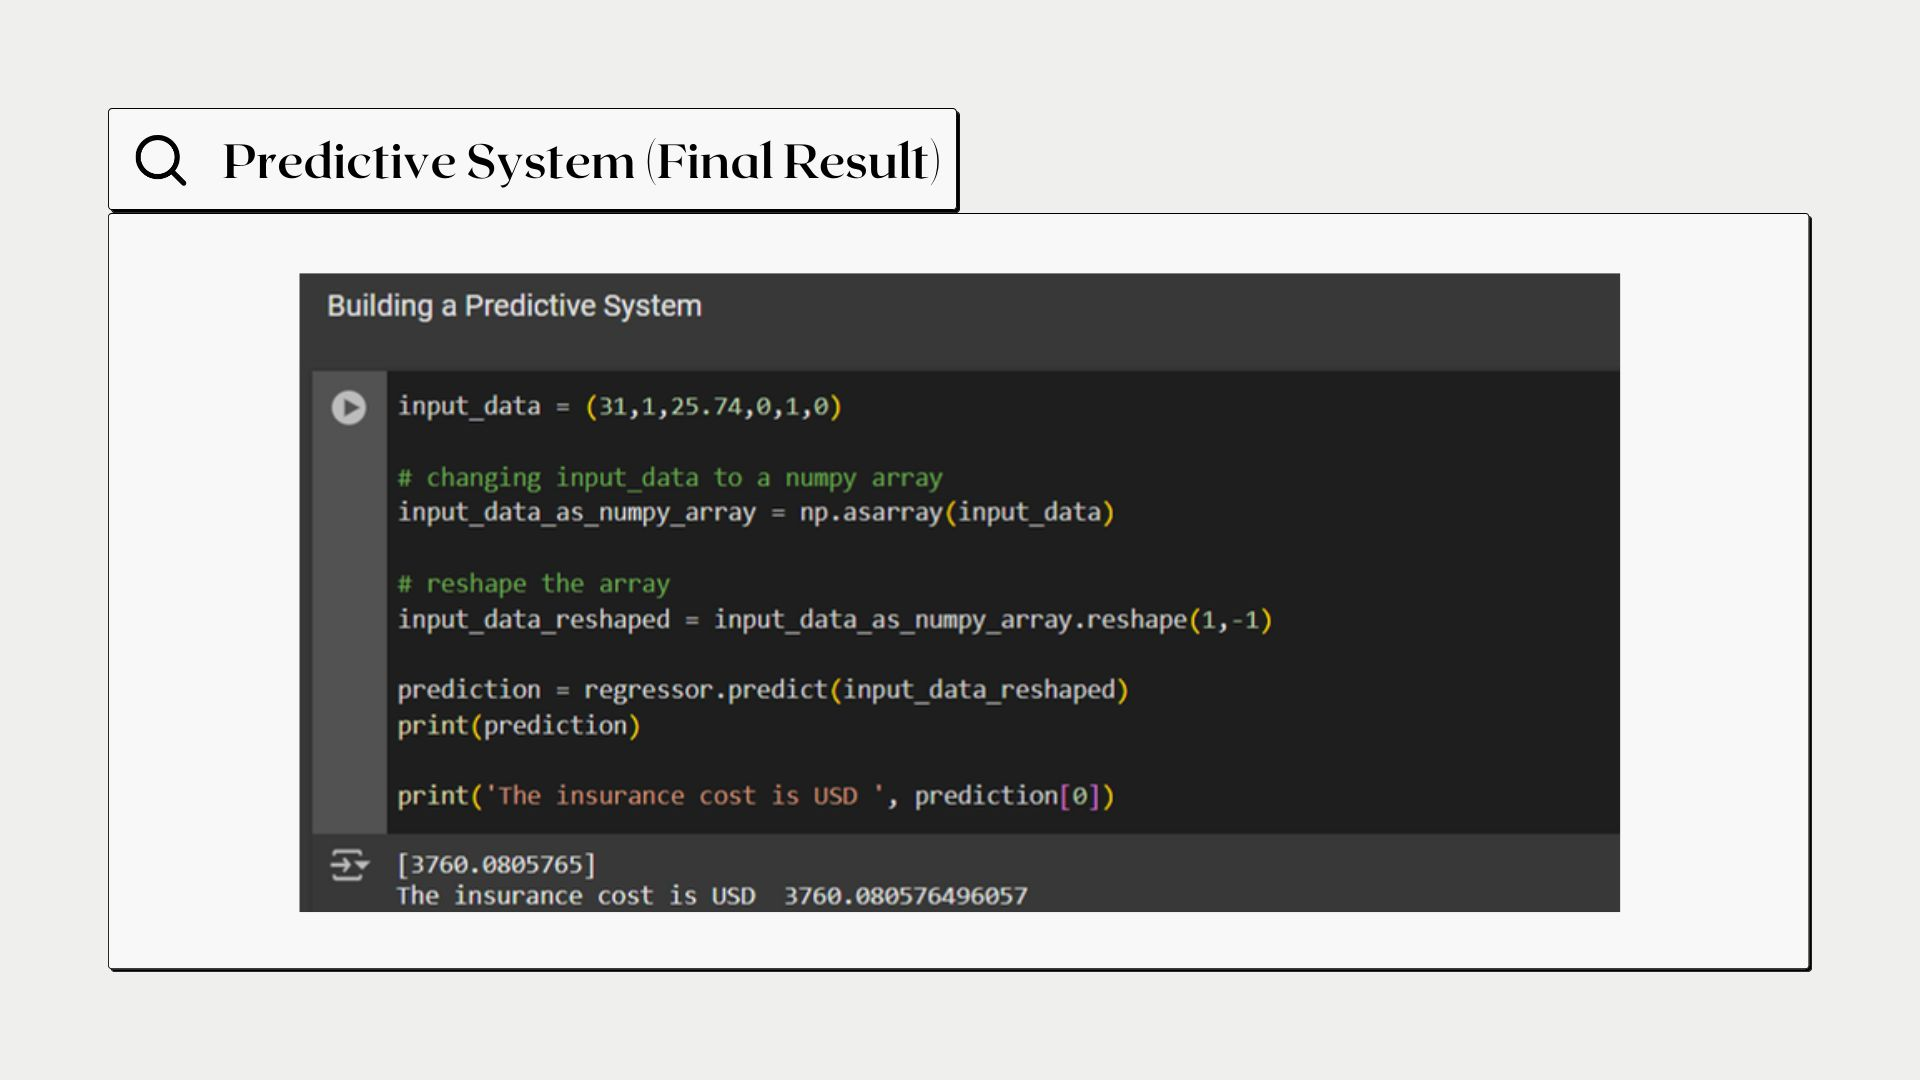 Predictive System (Final Result)
Building a Predictive System
input_data = (31,1,25.74,0,1,0)
# changing input_data to a numpy array
input_data_as_numpy_array = np.asarray(input_data)
# reshape the array
input_data_reshaped = input_data_as_numpy_array.reshape(1,-1)
prediction = regressor.predict(input_data_reshaped)
print(prediction)
print('The insurance cost is USD ', prediction[0])
[3760.0805765]
The insurance cost is USD  3760.080576496057